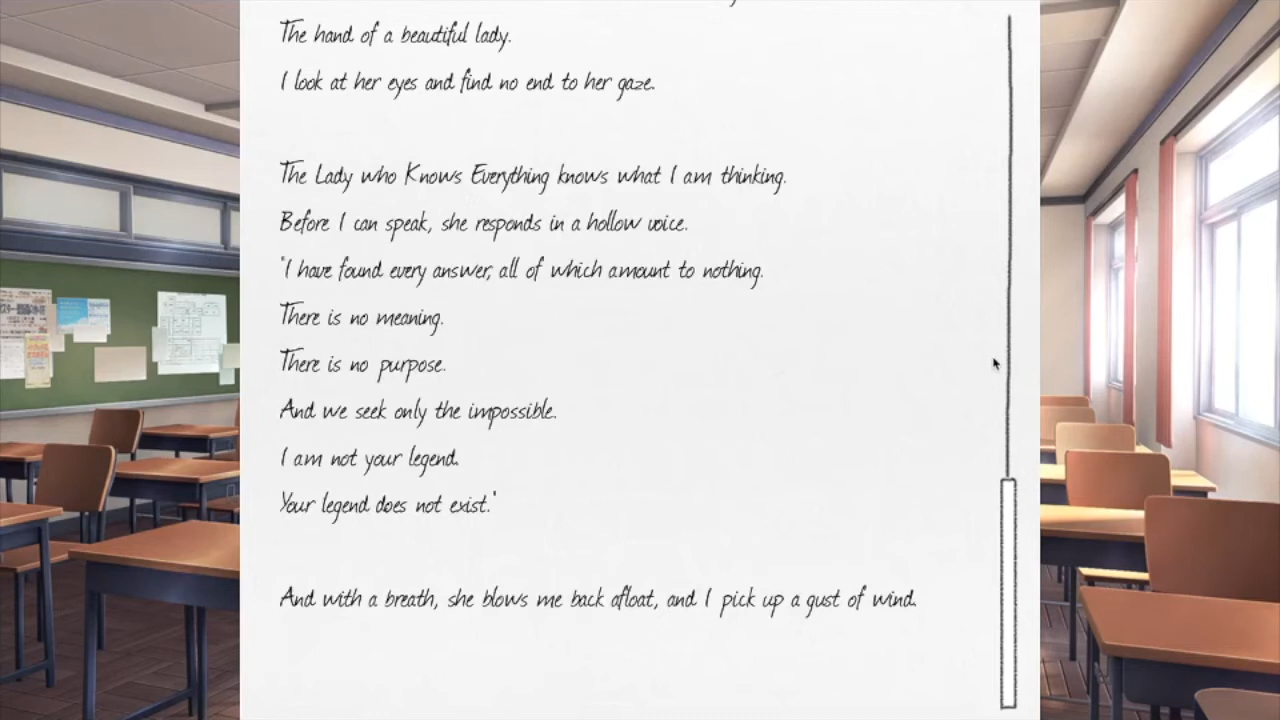 The hand of a beautiful lady.
I look at her eyes and find no end to her gaze.
The Lady who Knows Everything knows what I am thinking.
Before I can speak, she responds in a hollow voice.
'I have found every answer, all of which amount to nothing.
There is no meaning.
There is no purpose.
And we seek only the impossible.
I am not your legend.
Your legend does not exist.'
And with a breath, she blows me back afloat, and I pick up a gust of wind.